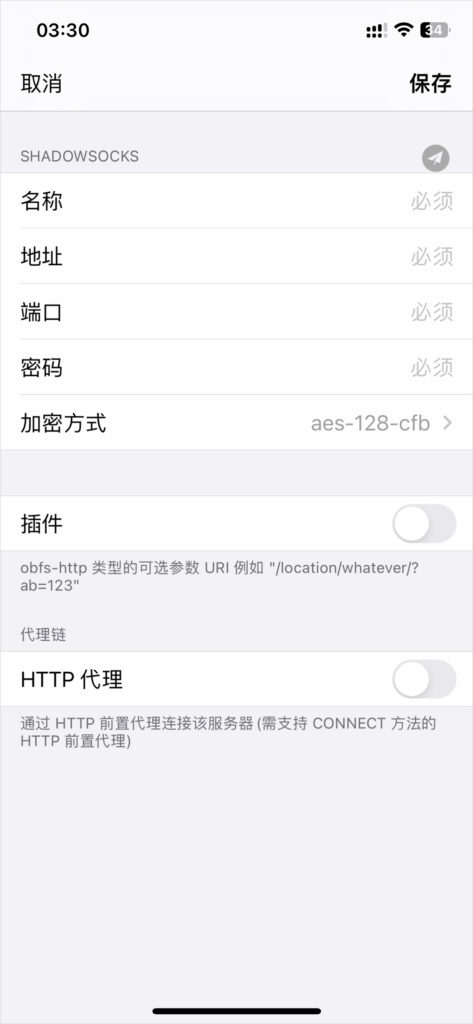 03:30
34
取消
保存
SHADOWSOCKS
名称
必须
地址
必须
端口
必须
密码
必须
加密方式
aes-128-cfb
插件
obfs-http 类型的可选参数 URI 例如 "/location/whatever/?
ab=123"
代理链
HTTP 代理
通过 HTTP 前置代理连接该服务器(需支持 CONNECT 方法的
HTTP 前置代理)